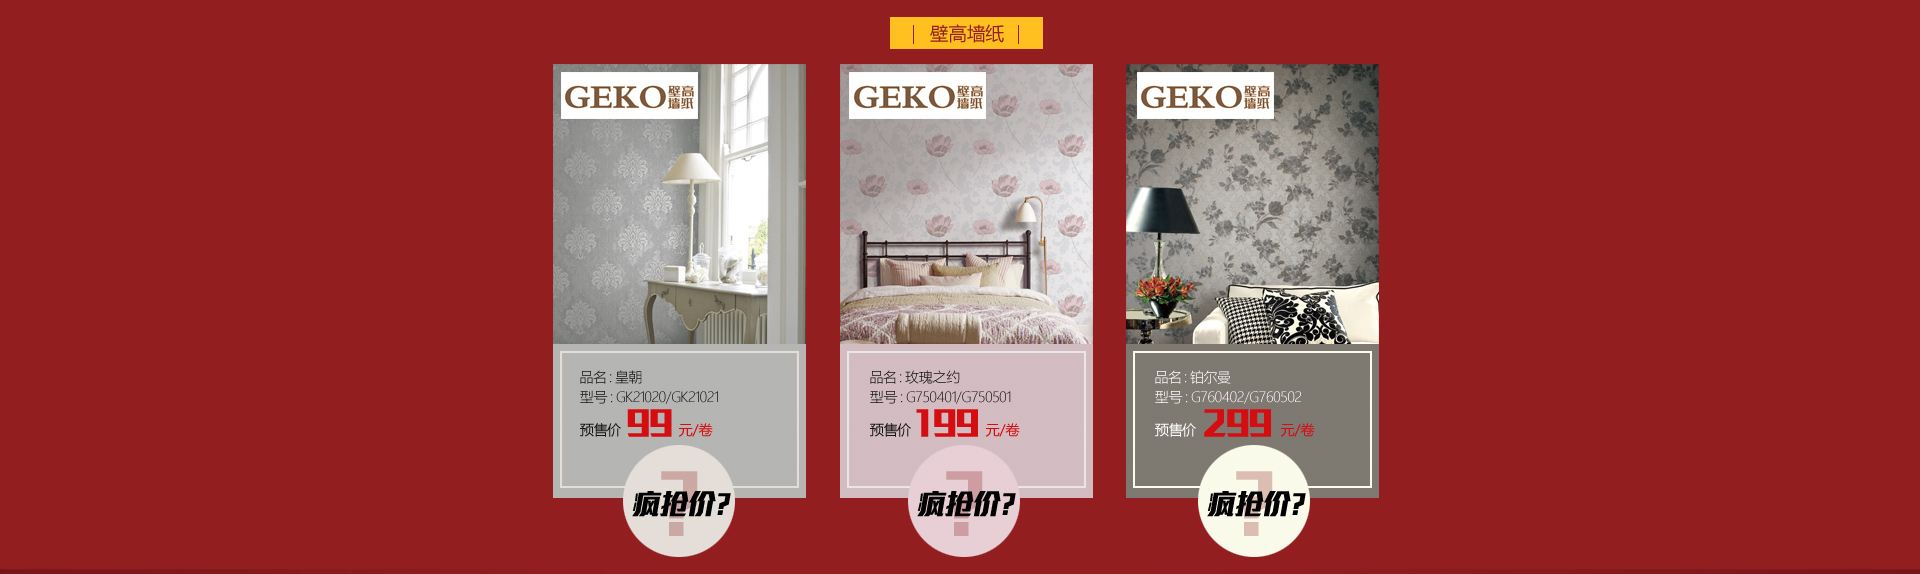 壁高墙纸
GEKO 壁高墙纸
品名 : 皇朝
型号 : GK21020/GK21021
预售价 99 元/卷
?
疯抢价?
GEKO 壁高墙纸
品名 : 玫瑰之约
型号 : G750401/G750501
预售价 199 元/卷
?
疯抢价?
GEKO 壁高墙纸
品名 : 铂尔曼
型号 : G760402/G760502
预售价 299 元/卷
?
疯抢价?